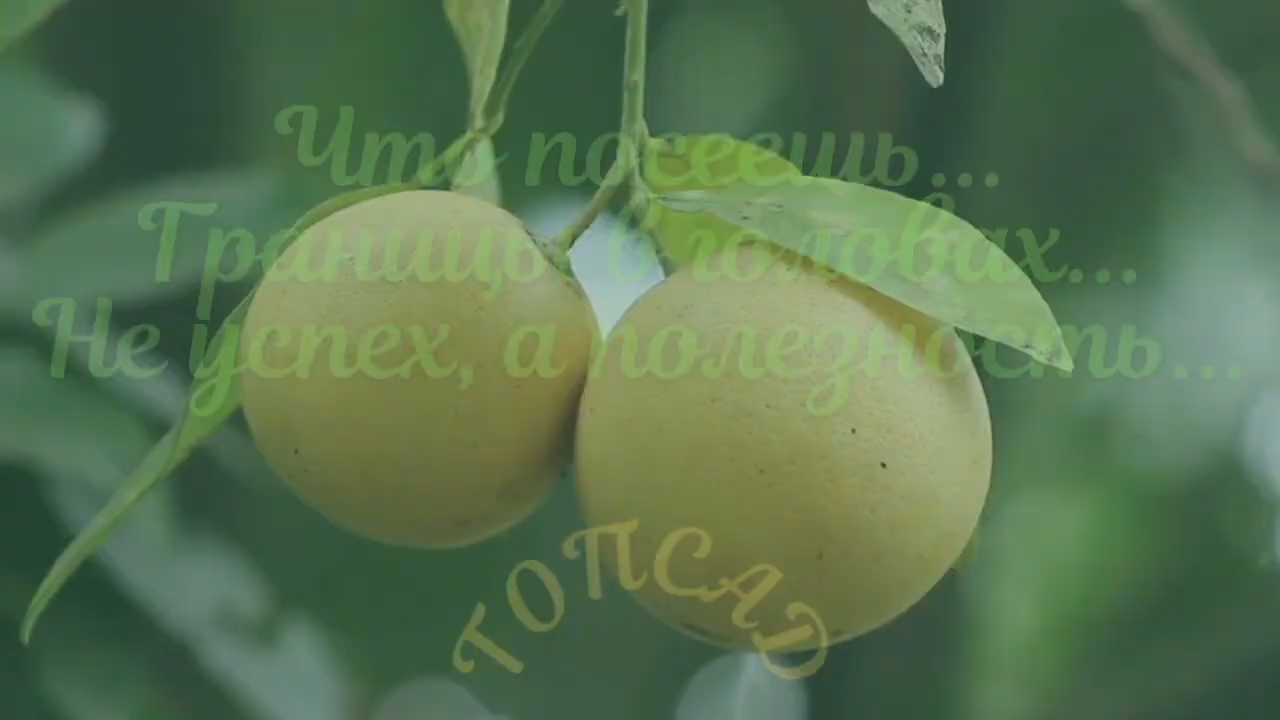 Что посеешь...
Границы в головах...
Не успех, а полезность...
ТОПСАД